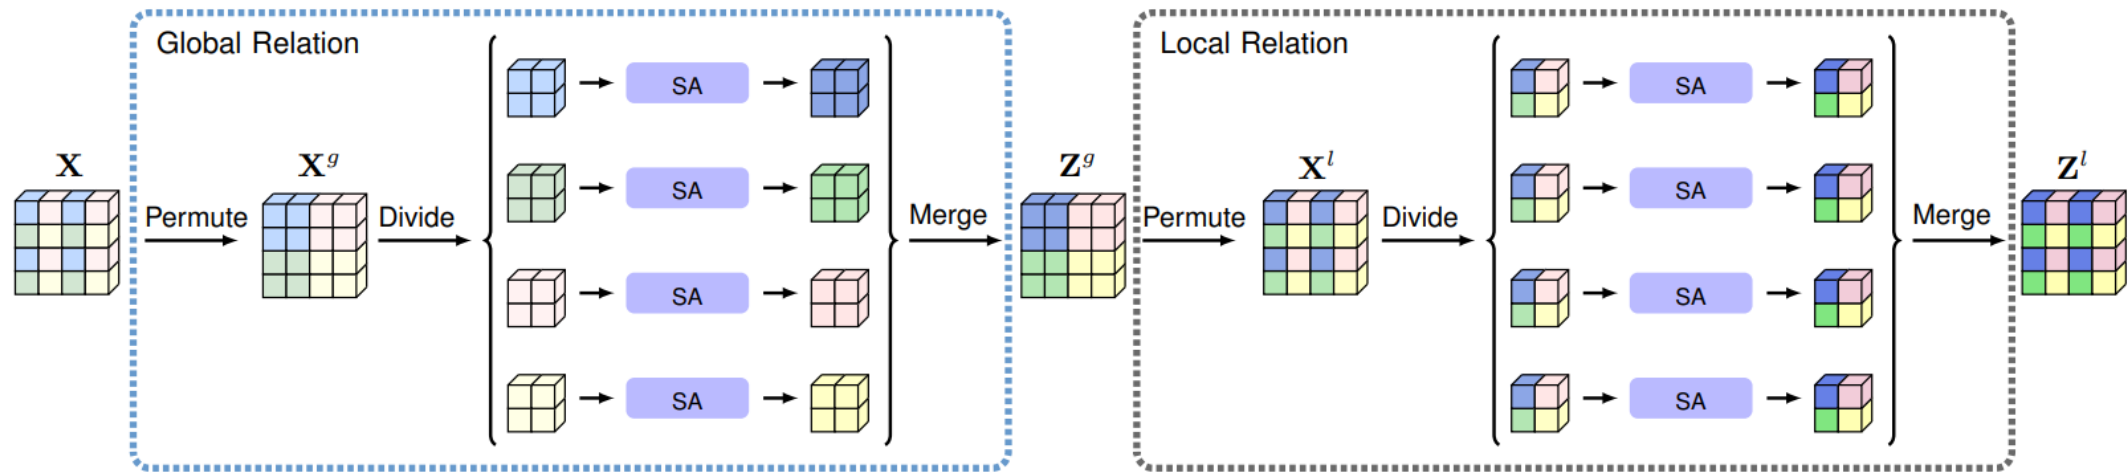 Global Relation
Local Relation
SA
SA
X
X^g
Z^g
X^l
Z^l
SA
SA
Permute
Divide
Merge
Permute
Divide
Merge
SA
SA
SA
SA